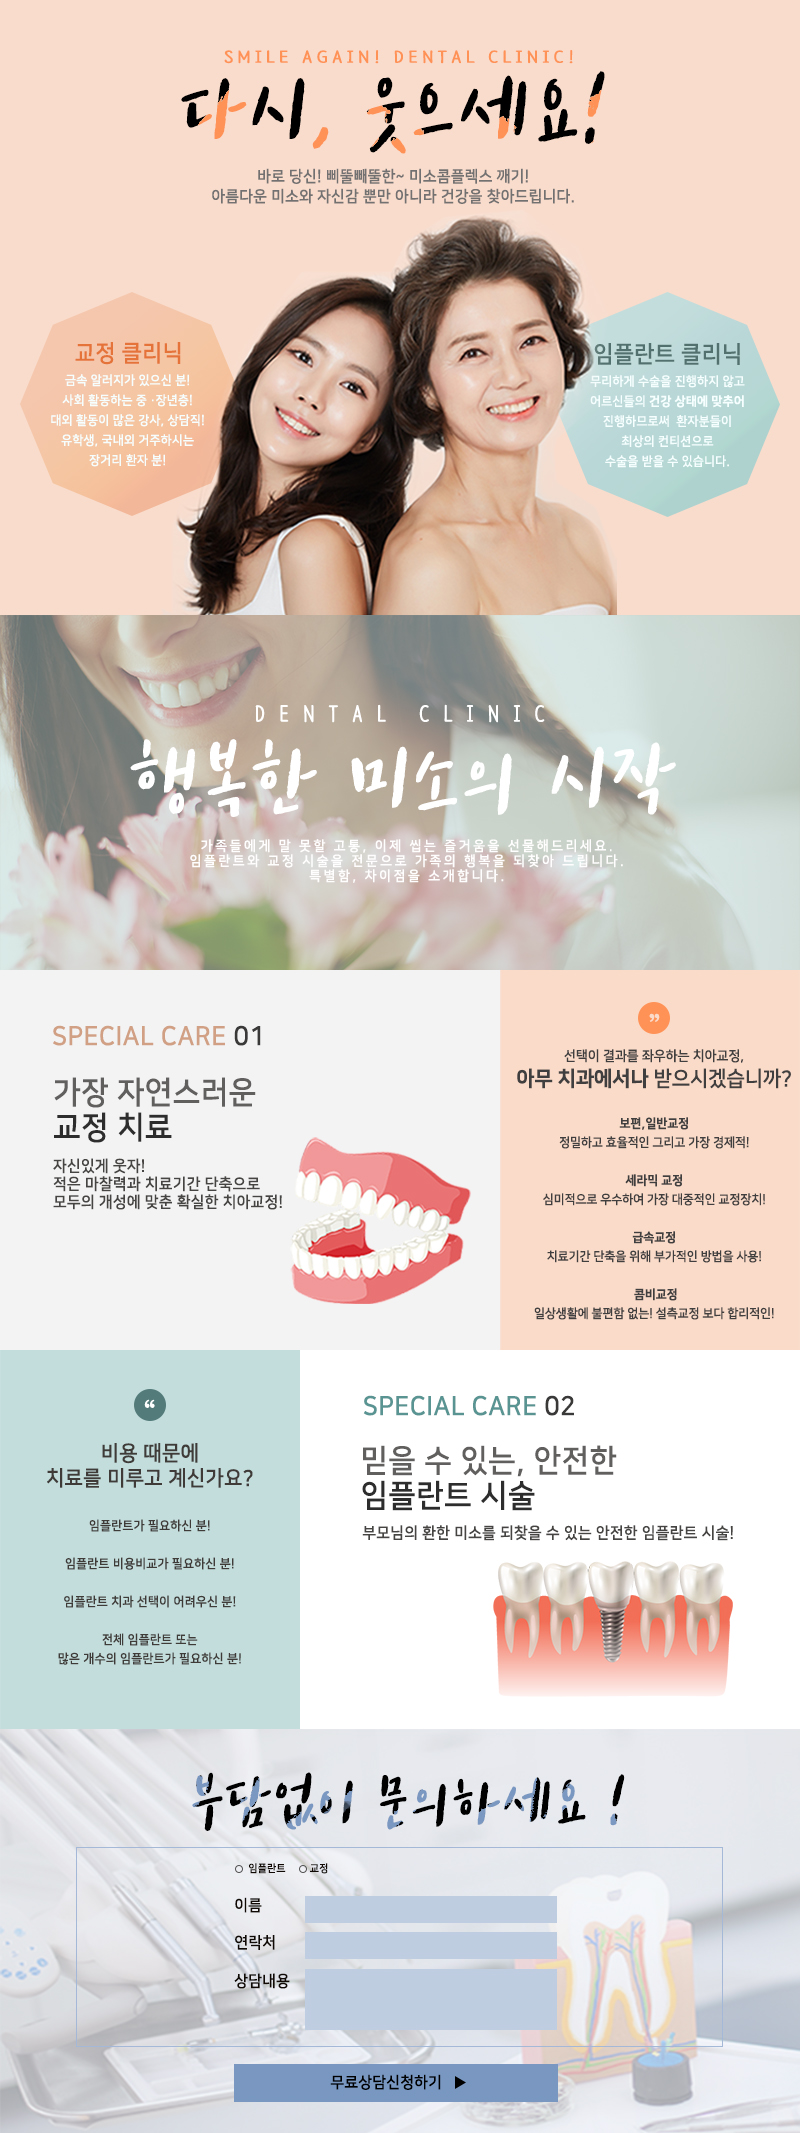 SMILE AGAIN! DENTAL CLINIC!
다시, 웃으세요!
바로 당신! 삐뚤빼뚤한~ 미소콤플렉스 깨기!
아름다운 미소와 자신감 뿐만 아니라 건강을 찾아드립니다.
교정 클리닉
금속 알러지가 있으신 분!
사회 활동하는 중 ·장년층!
대외 활동이 많은 강사, 상담직!
유학생, 국내외 거주하시는
장거리 환자 분!
임플란트 클리닉
무리하게 수술을 진행하지 않고
어르신들의 건강 상태에 맞추어
진행하므로써 환자분들이
최상의 컨티션으로
수술을 받을 수 있습니다.
DENTAL CLINIC
행복한 미소의 시작
가족들에게 말 못할 고통, 이제 씹는 즐거움을 선물해드리세요.
임플란트와 교정 시술을 전문으로 가족의 행복을 되찾아 드립니다.
특별함, 차이점을 소개합니다.
SPECIAL CARE 01
가장 자연스러운
교정 치료
자신있게 웃자!
적은 마찰력과 치료기간 단축으로
모두의 개성에 맞춘 확실한 치아교정!
”
선택이 결과를 좌우하는 치아교정,
아무 치과에서나 받으시겠습니까?
보편,일반교정
정밀하고 효율적인 그리고 가장 경제적!
세라믹 교정
심미적으로 우수하여 가장 대중적인 교정장치!
급속교정
치료기간 단축을 위해 부가적인 방법을 사용!
콤비교정
일상생활에 불편함 없는! 설측교정 보다 합리적인!
“
비용 때문에
치료를 미루고 계신가요?
임플란트가 필요하신 분!
임플란트 비용비교가 필요하신 분!
임플란트 치과 선택이 어려우신 분!
전체 임플란트 또는
많은 개수의 임플란트가 필요하신 분!
SPECIAL CARE 02
믿을 수 있는, 안전한
임플란트 시술
부모님의 환한 미소를 되찾을 수 있는 안전한 임플란트 시술!
부담없이 문의하세요 !
임플란트 교정
이름
연락처
상담내용
무료상담신청하기 ▶